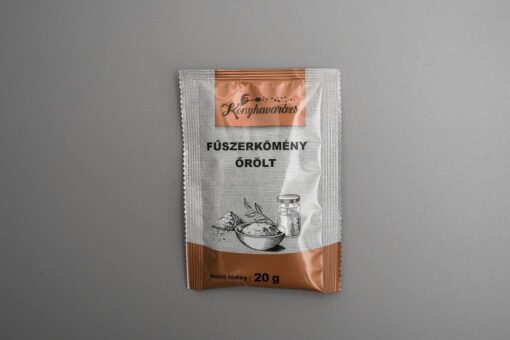 Konyhavarázs
FŰSZERKÖMÉNY
ŐRÖLT
Nettó tömeg: 20 g